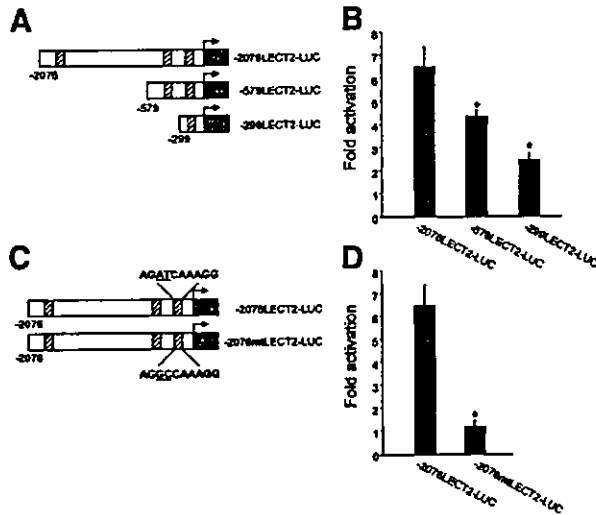 A
-2076
-2076LECT2-LUC
-579
-579LECT2-LUC
-299
-299LECT2-LUC
B
Fold activation
8
7
6
5
4
3
2
1
0
*
*
-2076LECT2-LUC
-579LECT2-LUC
-299LECT2-LUC
C
AGATCAAAGG
-2076
-2076LECT2-LUC
-2076
-2076mtLECT2-LUC
AGGCCAAAGG
D
Fold activation
8
7
6
5
4
3
2
1
0
*
-2076LECT2-LUC
-2076mtLECT2-LUC